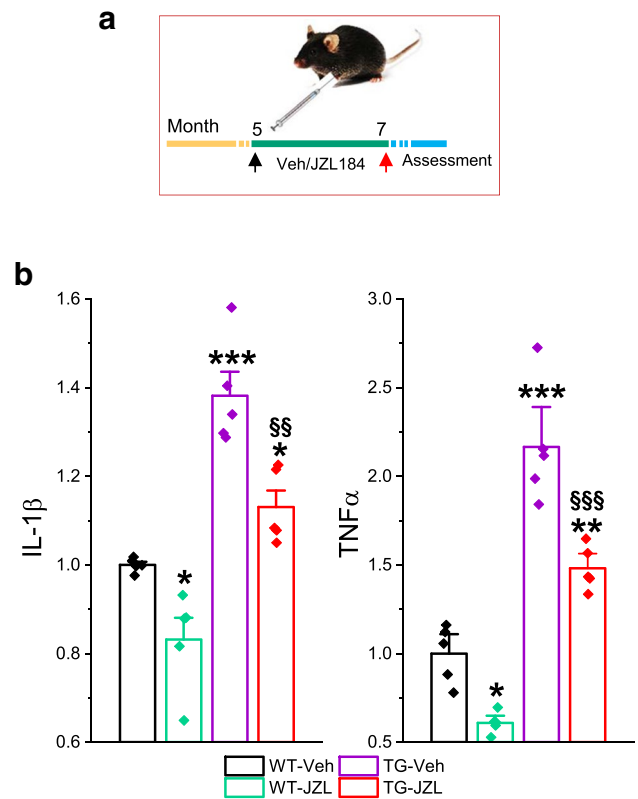 a
Month
5
7
Veh/JZL184
Assessment
b
IL-1β
1.6
1.4
1.2
1.0
0.8
0.6
*
***
§§
*
TNFα
3.0
2.5
2.0
1.5
1.0
0.5
*
***
§§§
**
WT-Veh
TG-Veh
WT-JZL
TG-JZL